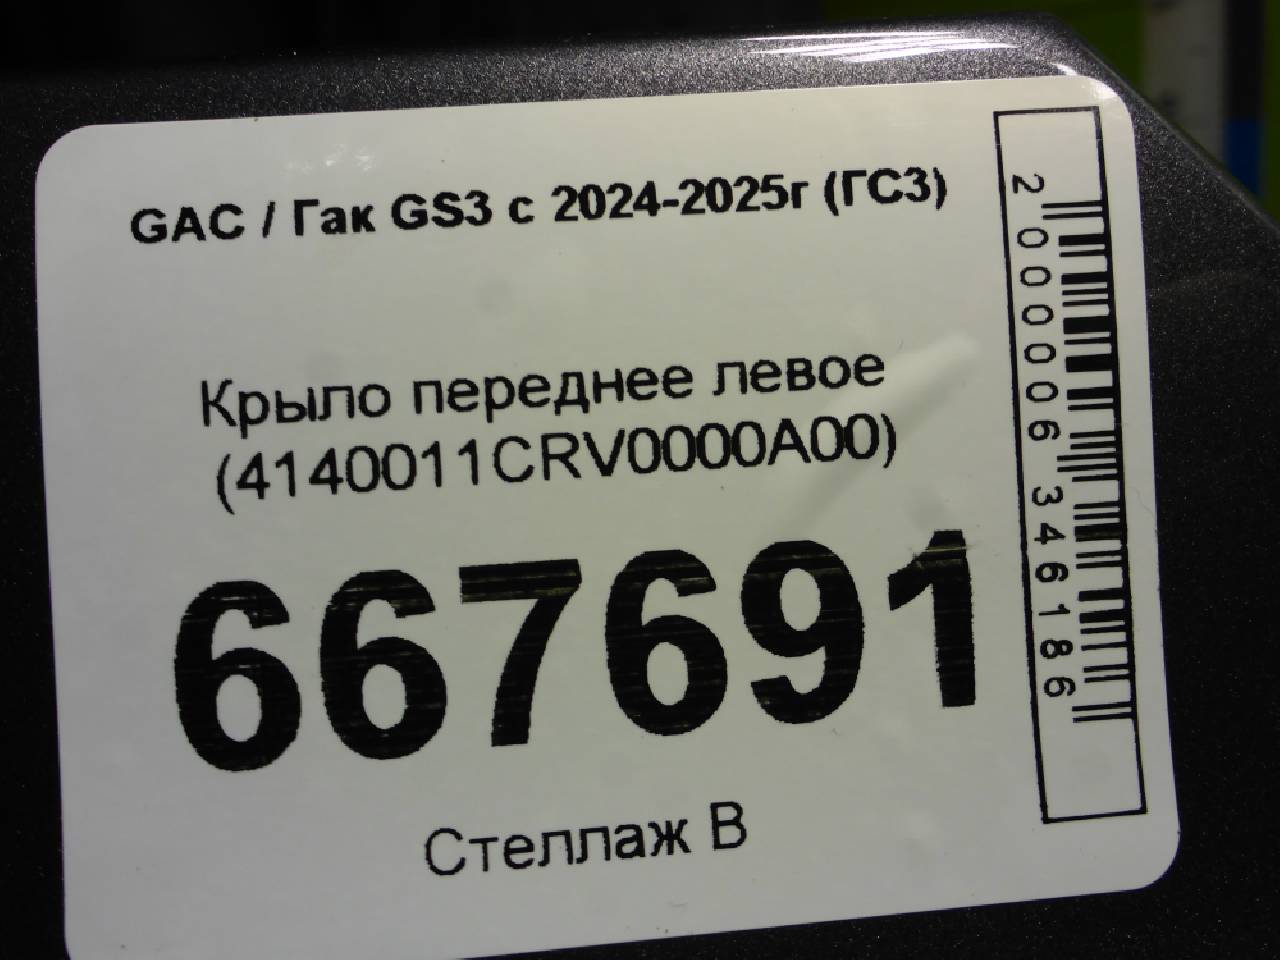 GAC / Гак GS3 с 2024-2025г (ГС3)
Крыло переднее левое
(4140011CRV0000A00)
667691
Стеллаж В
2000006346186